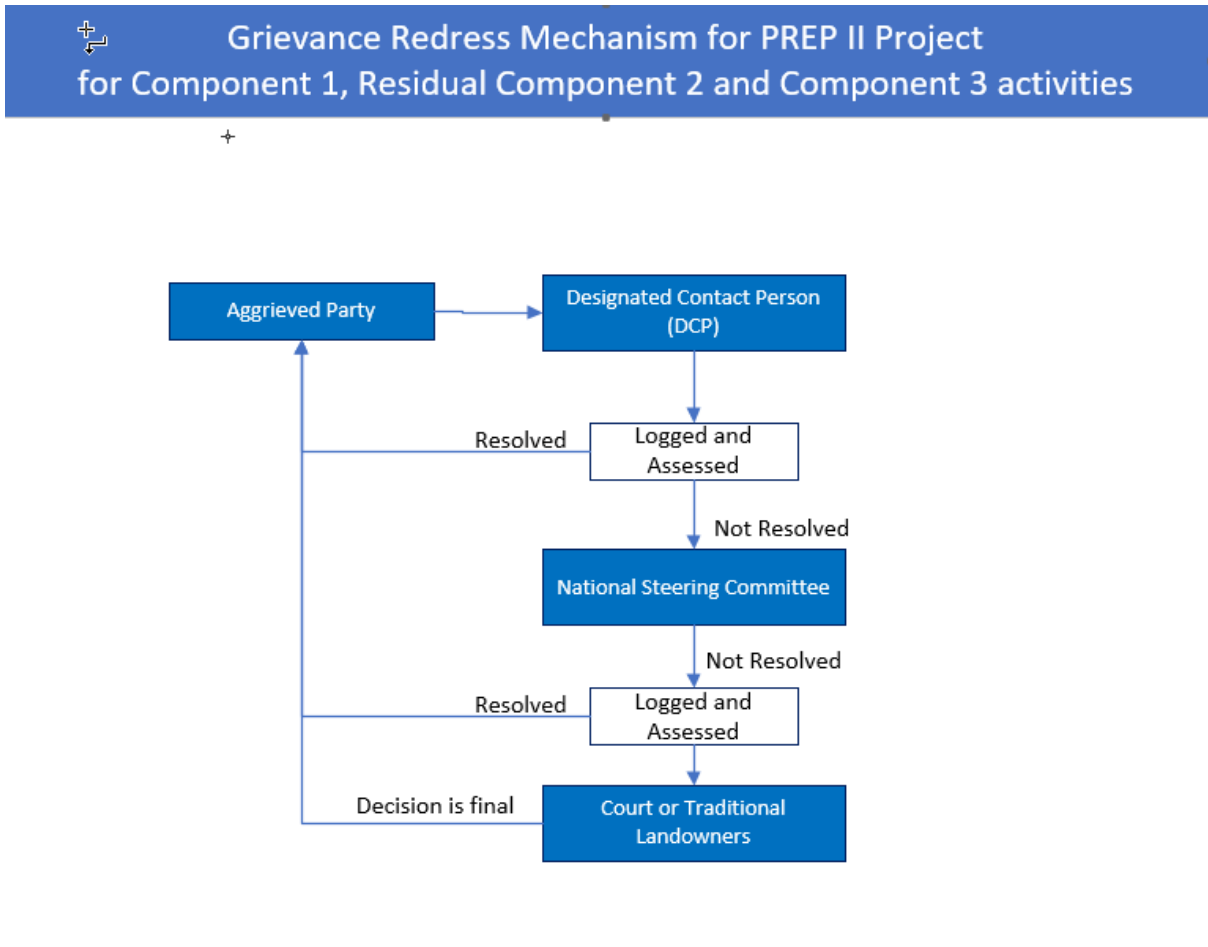 Grievance Redress Mechanism for PREP II Project
for Component 1, Residual Component 2 and Component 3 activities
Aggrieved Party
Designated Contact Person
(DCP)
Resolved
Logged and
Assessed
Not Resolved
National Steering Committee
Not Resolved
Resolved
Logged and
Assessed
Decision is final
Court or Traditional
Landowners